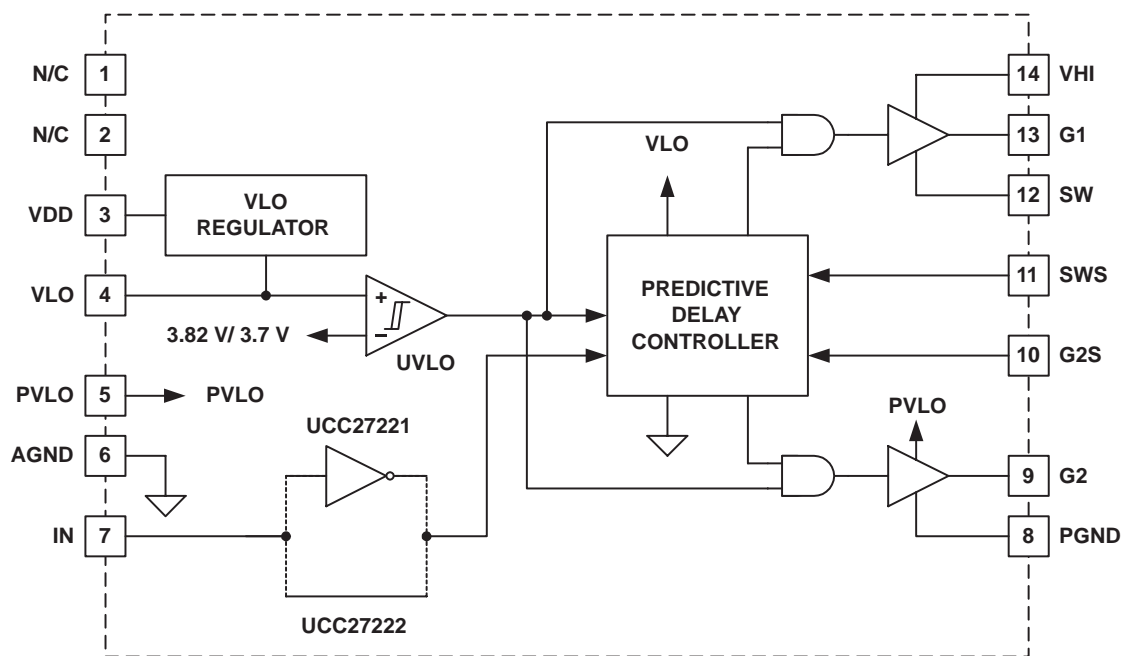 N/C
1
N/C
2
VDD
3
VLO
REGULATOR
VLO
4
3.82 V/ 3.7 V
+
–
UVLO
PVLO
5
PVLO
AGND
6
UCC27221
IN
7
UCC27222
VLO
PREDICTIVE
DELAY
CONTROLLER
PVLO
14
VHI
13
G1
12
SW
11
SWS
10
G2S
9
G2
8
PGND